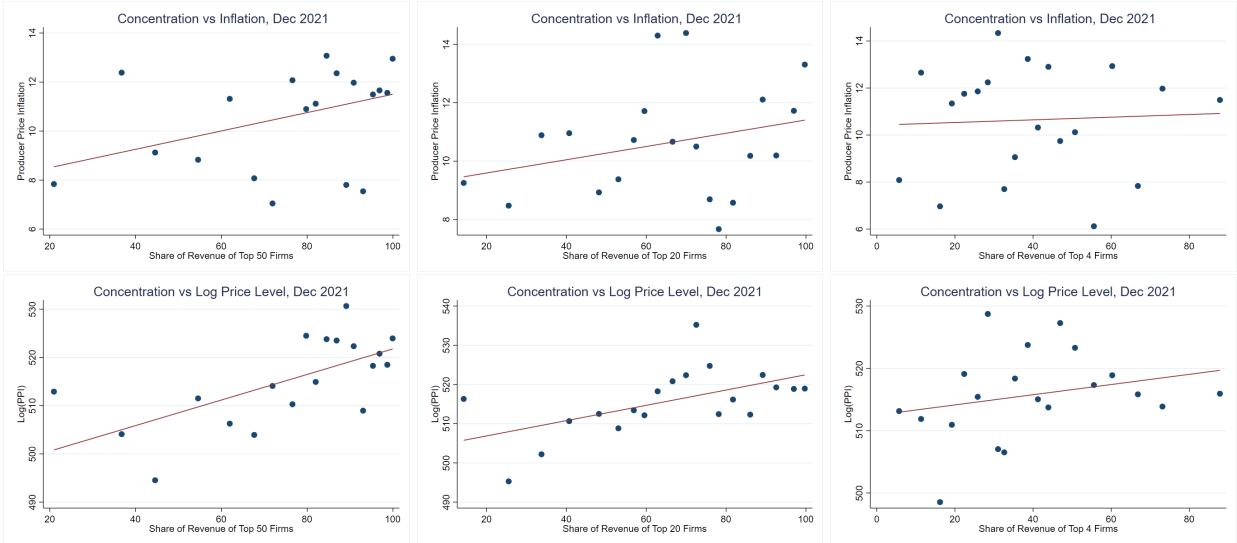 Concentration vs Inflation, Dec 2021
Producer Price Inflation
14
12
10
8
6
20 40 60 80 100
Share of Revenue of Top 50 Firms
Concentration vs Inflation, Dec 2021
Producer Price Inflation
14
12
10
8
20 40 60 80 100
Share of Revenue of Top 20 Firms
Concentration vs Inflation, Dec 2021
Producer Price Inflation
14
12
10
8
6
0 20 40 60 80
Share of Revenue of Top 4 Firms
Concentration vs Log Price Level, Dec 2021
Log(PPI)
530
520
510
500
490
20 40 60 80 100
Share of Revenue of Top 50 Firms
Concentration vs Log Price Level, Dec 2021
Log(PPI)
540
530
520
510
500
490
20 40 60 80 100
Share of Revenue of Top 20 Firms
Concentration vs Log Price Level, Dec 2021
Log(PPI)
530
520
510
500
0 20 40 60 80
Share of Revenue of Top 4 Firms